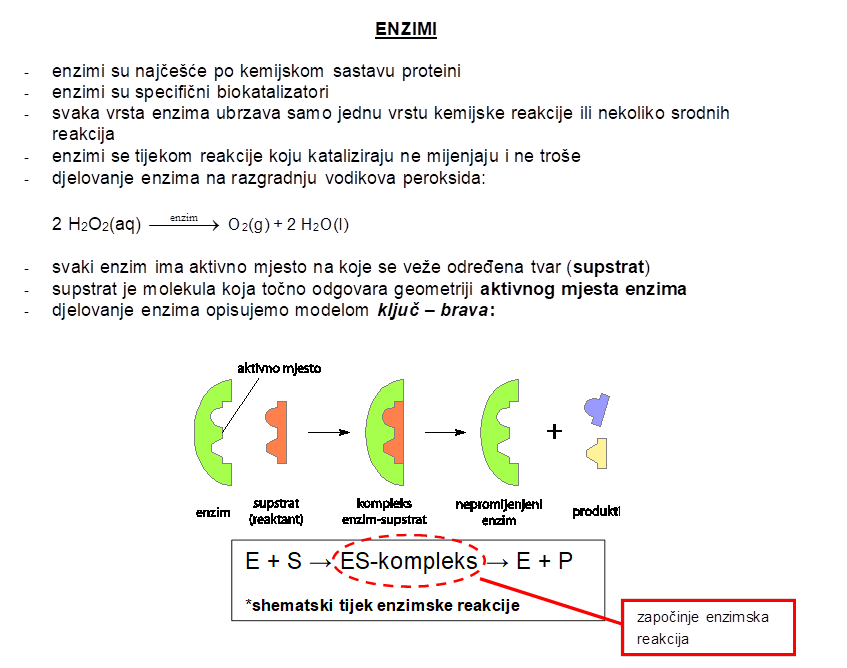 ENZIMI
- enzimi su najčešće po kemijskom sastavu proteini
- enzimi su specifični biokatalizatori
- svaka vrsta enzima ubrzava samo jednu vrstu kemijske reakcije ili nekoliko srodnih
reakcija
- enzimi se tijekom reakcije koju kataliziraju ne mijenjaju i ne troše
- djelovanje enzima na razgradnju vodikova peroksida:
2 H₂O₂(aq) —enzim→ O₂(g) + 2 H₂O(l)
- svaki enzim ima aktivno mjesto na koje se veže određena tvar (supstrat)
- supstrat je molekula koja točno odgovara geometriji aktivnog mjesta enzima
- djelovanje enzima opisujemo modelom ključ – brava:
aktivno mjesto
+
enzim
supstrat
(reaktant)
kompleks
enzim-supstrat
nepromijenjeni
enzim
produkti
E + S → ES-kompleks → E + P
*shematski tijek enzimske reakcije
započinje enzimska
reakcija